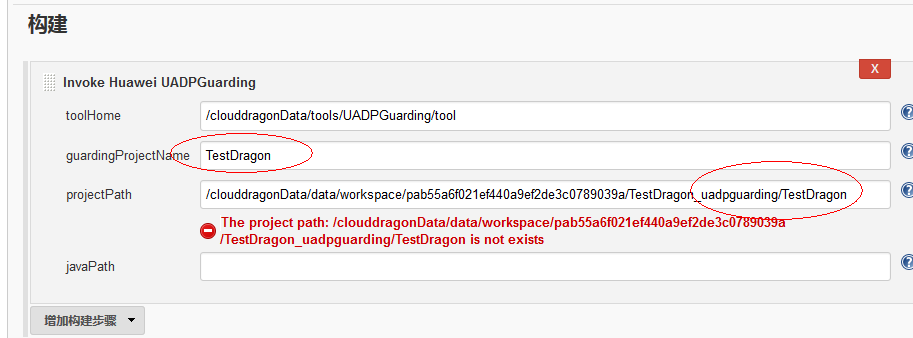 构建
Invoke Huawei UADPGuarding
X
toolHome
/clouddragonData/tools/UADPGuarding/tool
guardingProjectName
TestDragon
projectPath
/clouddragonData/data/workspace/pab55a6f021ef440a9ef2de3c0789039a/TestDragon_uadpguarding/TestDragon
The project path: /clouddragonData/data/workspace/pab55a6f021ef440a9ef2de3c0789039a
/TestDragon_uadpguarding/TestDragon is not exists
javaPath
增加构建步骤